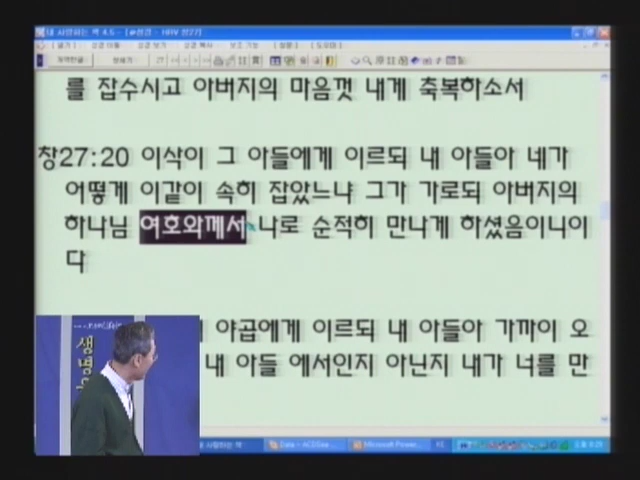 를 잡수시고 아버지의 마음껏 내게 축복하소서
창27:20 이삭이 그 아들에게 이르되 내 아들아 네가
어떻게 이같이 속히 잡았느냐 그가 가로되 아버지의
하나님 여호와께서 나로 순적히 만나게 하셨음이니이
다
야곱에게 이르되 내 아들아 가까이 오
내 아들 에서인지 아닌지 내가 너를 만
생